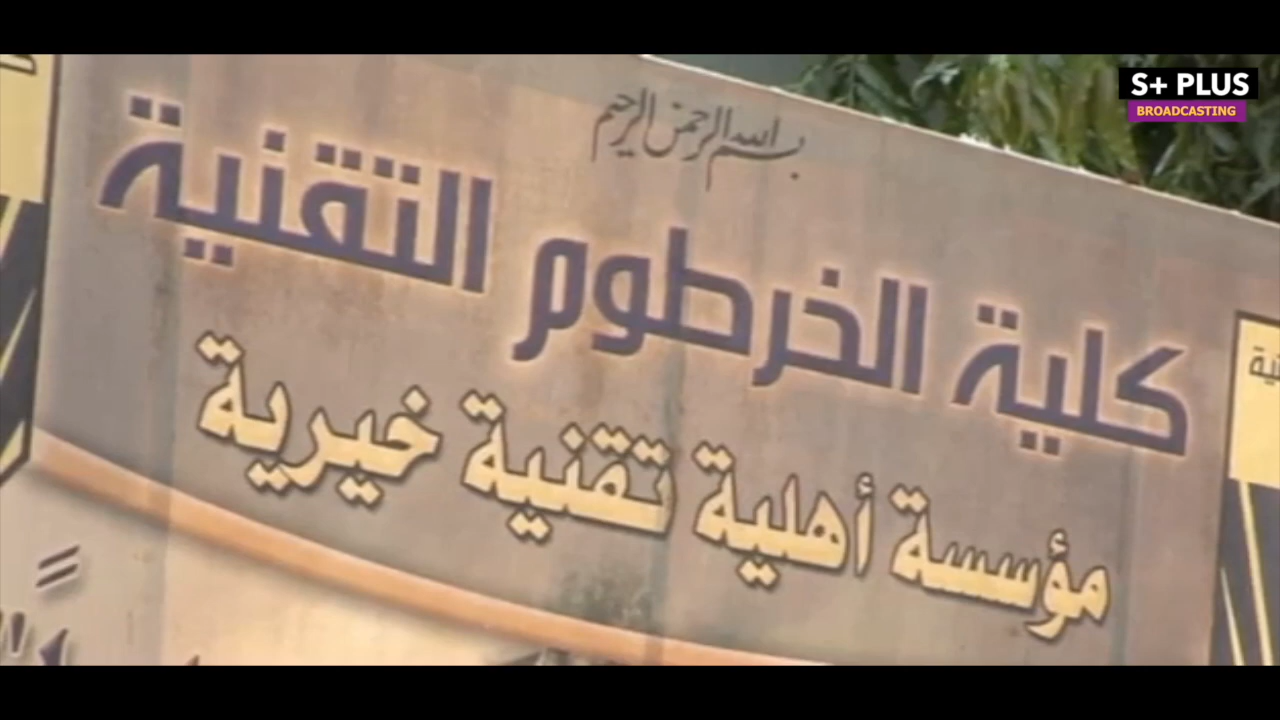 S+ PLUS
BROADCASTING
بسم الله الرحمن الرحيم
كلية الخرطوم التقنية
مؤسسة أهلية تقنية خيرية